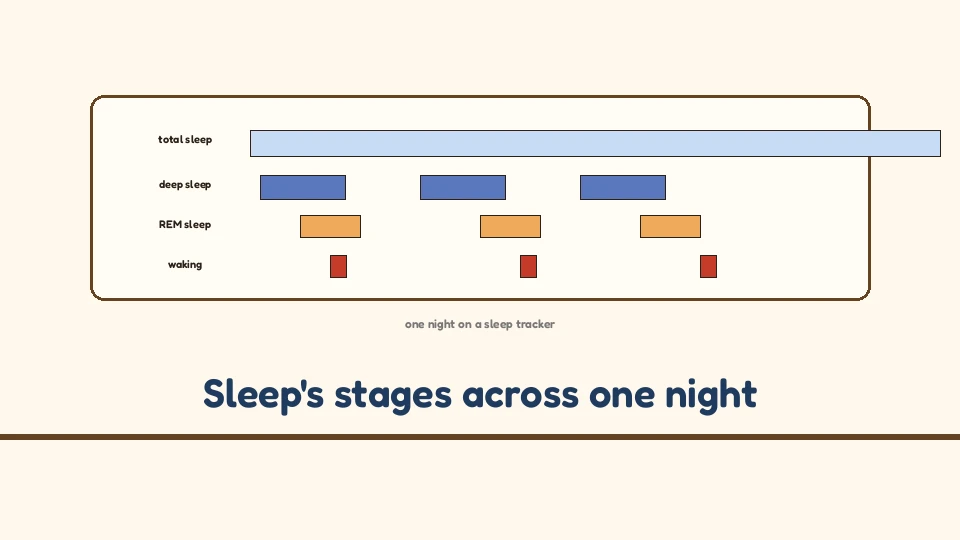 total sleep
deep sleep
REM sleep
waking
one night on a sleep tracker
Sleep's stages across one night